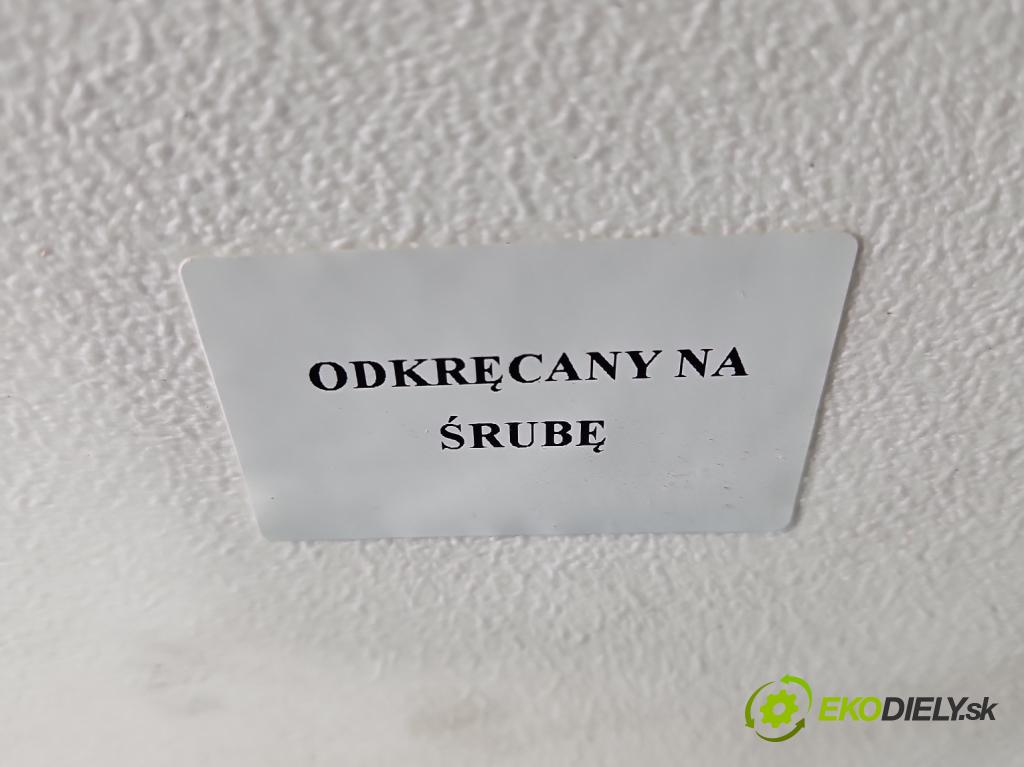 ODKRĘCANY NA
ŚRUBĘ
EKODIELY.sk